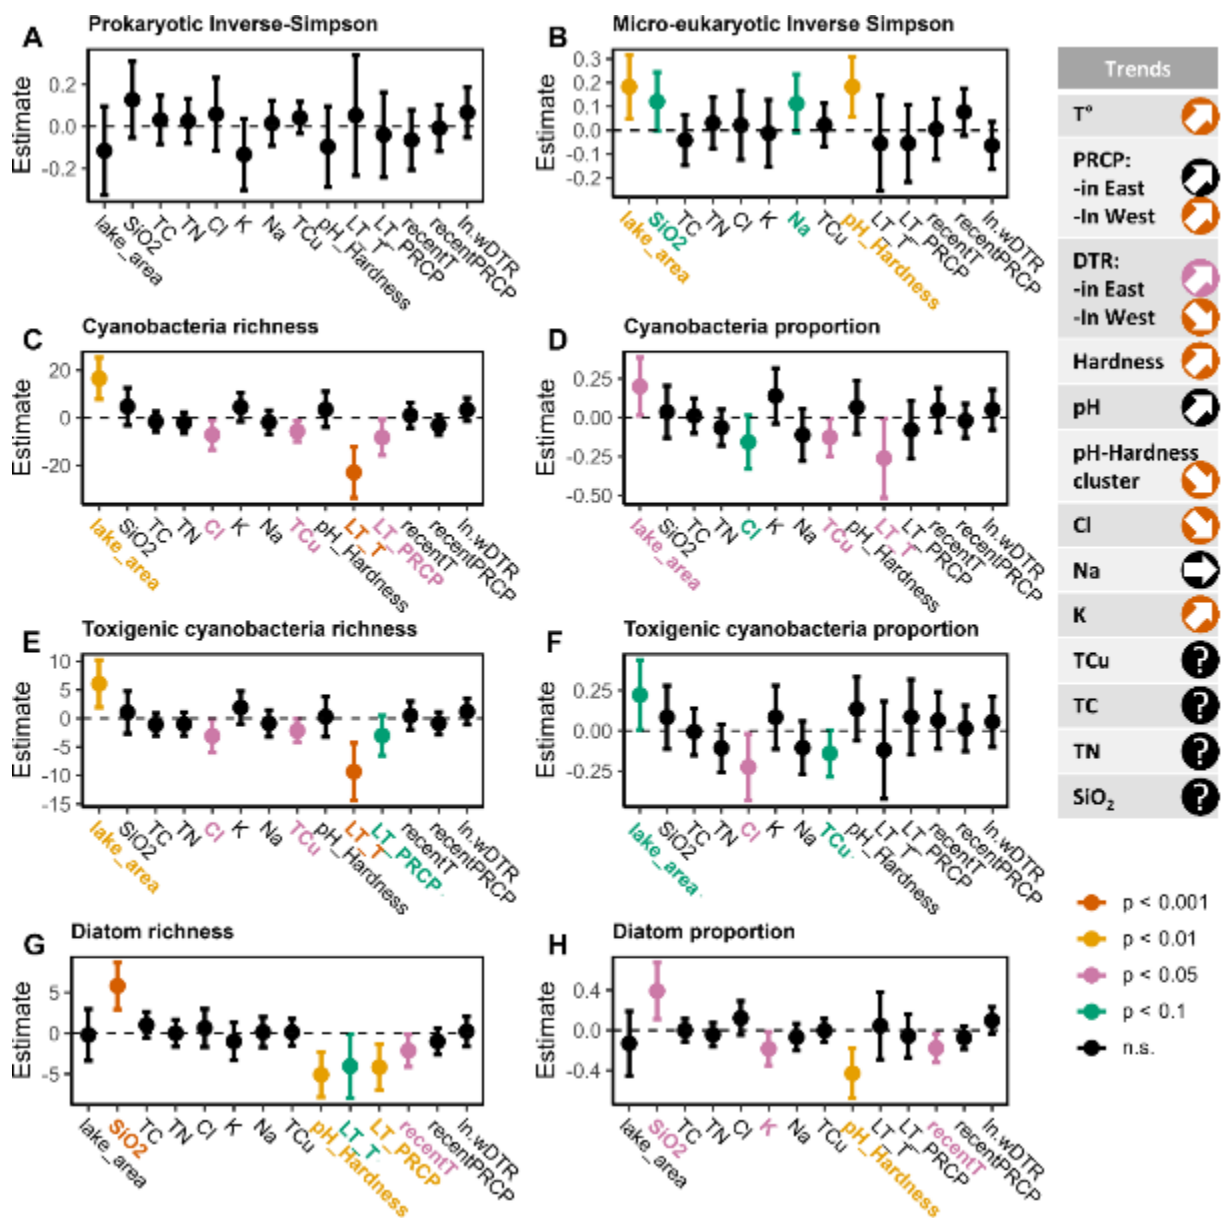 A Prokaryotic Inverse-Simpson
Estimate
0.2
0.0
-0.2
lake_area
SiO2
TC
TN
Cl
K
Na
TCu
pH_Hardness
LT_T
LT_PRCP
recentT
recentPRCP
ln.wDTR
B Micro-eukaryotic Inverse Simpson
Estimate
0.3
0.2
0.1
0.0
-0.1
-0.2
lake_area
SiO2
TC
TN
Cl
K
Na
TCu
pH_Hardness
LT_T
LT_PRCP
recentT
recentPRCP
ln.wDTR
C Cyanobacteria richness
Estimate
20
0
-20
lake_area
SiO2
TC
TN
Cl
K
Na
TCu
pH_Hardness
LT_T
LT_PRCP
recentT
recentPRCP
ln.wDTR
D Cyanobacteria proportion
Estimate
0.25
0.00
-0.25
-0.50
lake_area
SiO2
TC
TN
Cl
K
Na
TCu
pH_Hardness
LT_T
LT_PRCP
recentT
recentPRCP
ln.wDTR
E Toxigenic cyanobacteria richness
Estimate
10
5
0
-5
-10
-15
lake_area
SiO2
TC
TN
Cl
K
Na
TCu
pH_Hardness
LT_T
LT_PRCP.
recentT
recentPRCP
ln.wDTR
F Toxigenic cyanobacteria proportion
Estimate
0.25
0.00
-0.25
lake_area.
SiO2
TC
TN
Cl
K
Na
TCu.
pH_Hardness
LT_T
LT_PRCP
recentT
recentPRCP
ln.wDTR
G Diatom richness
Estimate
5
0
-5
lake_area
SiO2
TC
TN
Cl
K
Na
TCu
pH_Hardness
LT_T.
LT_PRCP
recentT
recentPRCP
ln.wDTR
H Diatom proportion
Estimate
0.4
0.0
-0.4
lake_area
SiO2
TC
TN
Cl
K
Na
TCu
pH_Hardness
LT_T
LT_PRCP
recentT
recentPRCP
ln.wDTR
Trends
T°
PRCP:
-in East
-In West
DTR:
-in East
-In West
Hardness
pH
pH-Hardness
cluster
Cl
Na
K
TCu ?
TC ?
TN ?
SiO₂ ?
p < 0.001
p < 0.01
p < 0.05
p < 0.1
n.s.